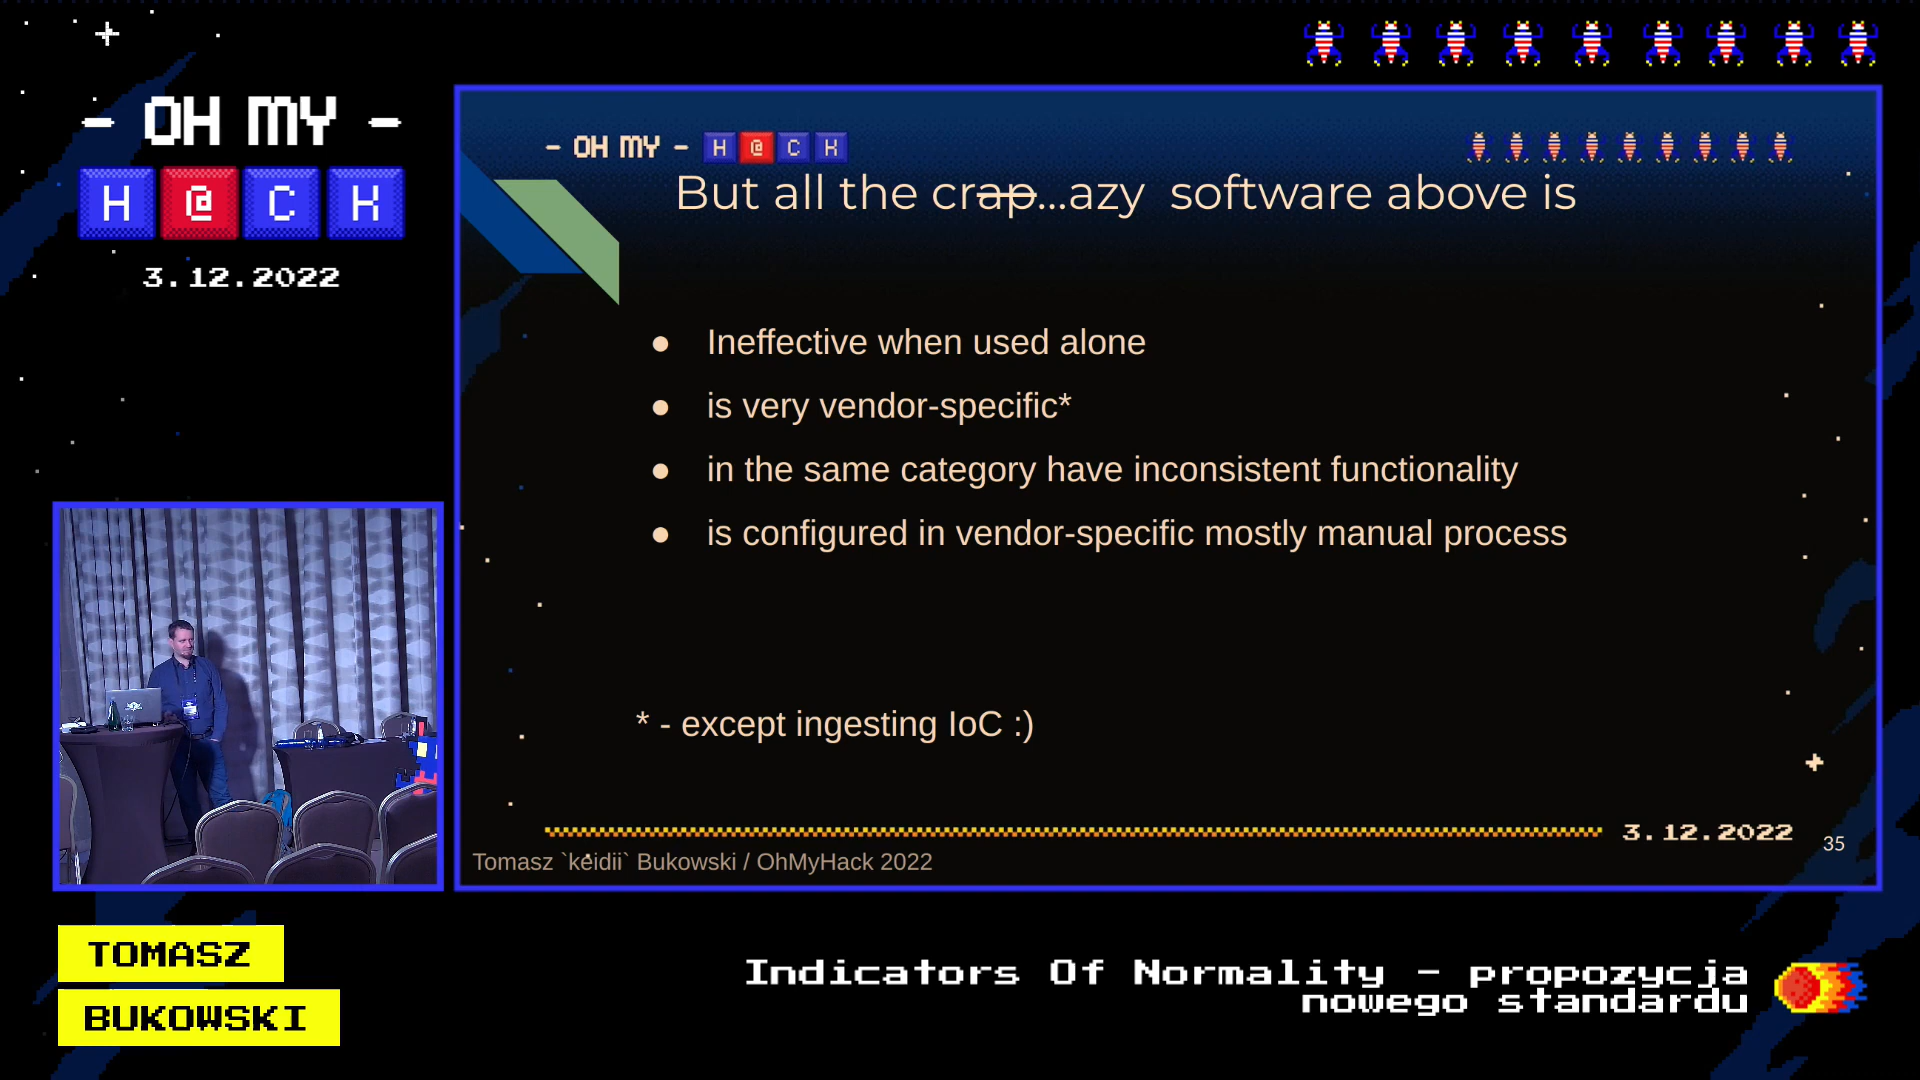 - OH MY -
H@CK
3.12.2022
- OH MY - H@CK
But all the crap...azy software above is
● Ineffective when used alone
● is very vendor-specific*
● in the same category have inconsistent functionality
● is configured in vendor-specific mostly manual process
* - except ingesting IoC :)
3.12.2022
35
Tomasz `keidii` Bukowski / OhMyHack 2022
TOMASZ
BUKOWSKI
Indicators Of Normality - propozycja
nowego standardu